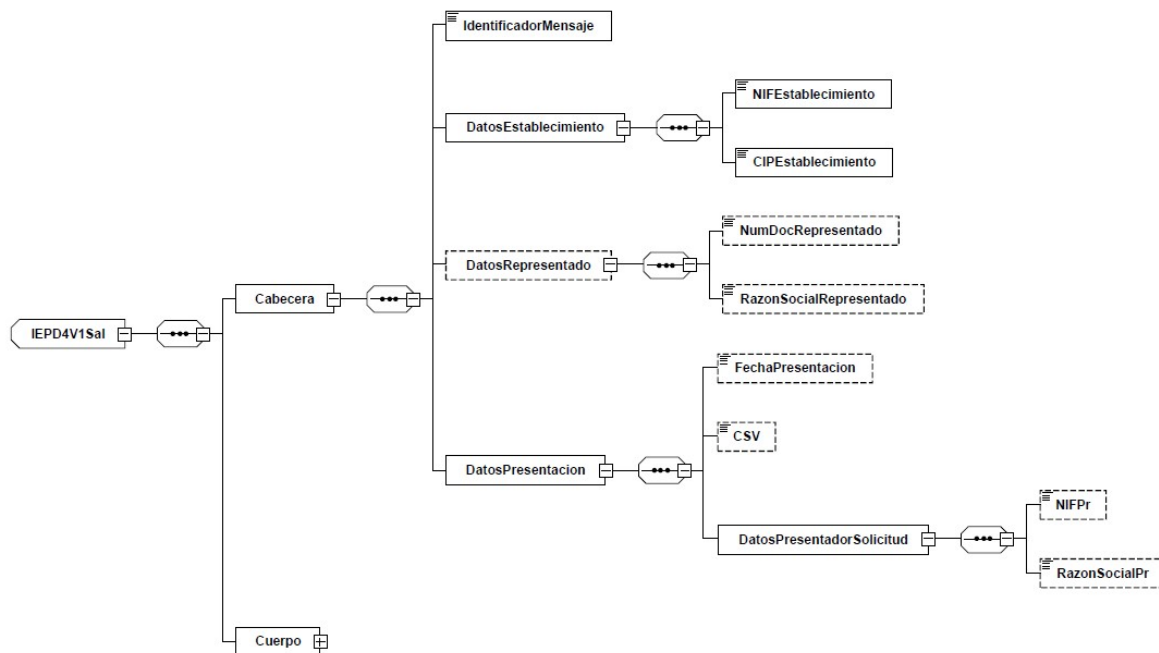 IdentificadorMensaje
NIFEstablecimiento
DatosEstablecimiento
CIPEstablecimiento
NumDocRepresentado
DatosRepresentado
RazonSocialRepresentado
Cabecera
IEPD4V1Sal
FechaPresentacion
CSV
DatosPresentacion
NIFPr
DatosPresentadorSolicitud
RazonSocialPr
Cuerpo